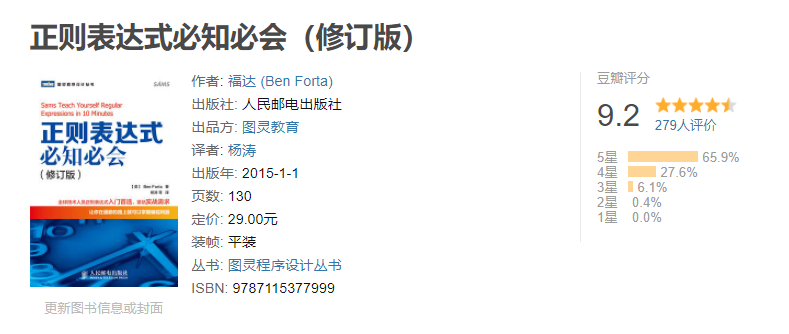 正则表达式必知必会（修订版）
图灵程序设计丛书 SAMS
Sams Teach Yourself Regular
Expressions in 10 Minutes
正则表达式
必知必会
（修订版）
[美] Ben Forta 著
杨涛 等 译
人民邮电出版社
更新图书信息或封面
作者: 福达 (Ben Forta)
出版社: 人民邮电出版社
出品方: 图灵教育
译者: 杨涛
出版年: 2015-1-1
页数: 130
定价: 29.00元
装帧: 平装
丛书: 图灵程序设计丛书
ISBN: 9787115377999
豆瓣评分
9.2
279人评价
5星 65.9%
4星 27.6%
3星 6.1%
2星 0.4%
1星 0.0%